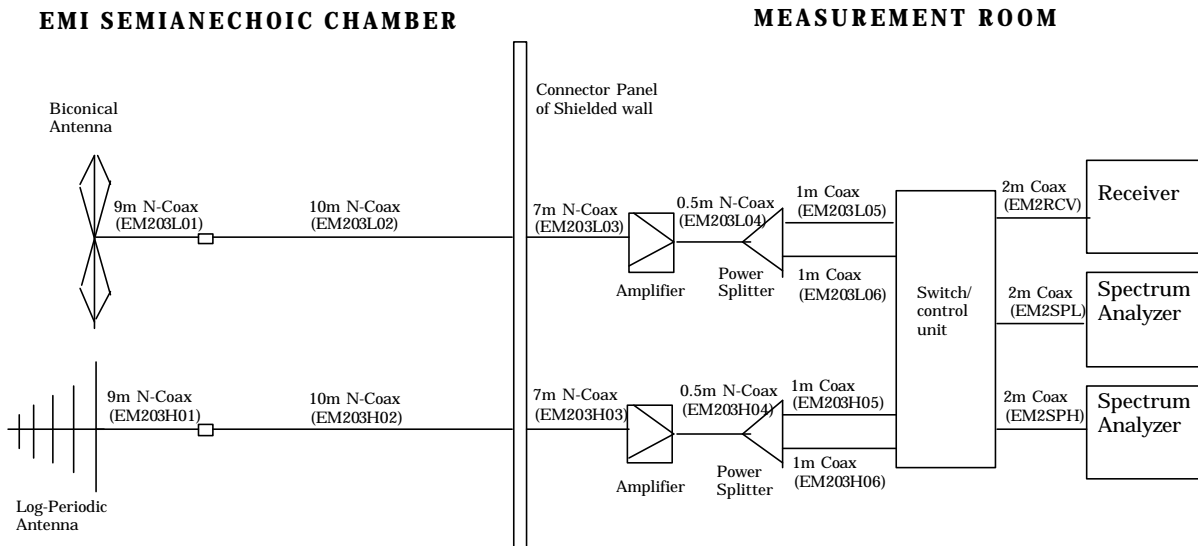 EMI SEMIANECHOIC CHAMBER
MEASUREMENT ROOM
Connector Panel
of Shielded wall
Biconical
Antenna
9m N-Coax
(EM203L01)
10m N-Coax
(EM203L02)
7m N-Coax
(EM203L03)
Amplifier
0.5m N-Coax
(EM203L04)
Power
Splitter
1m Coax
(EM203L05)
1m Coax
(EM203L06)
Switch/
control
unit
2m Coax
(EM2RCV)
Receiver
2m Coax
(EM2SPL)
Spectrum
Analyzer
Log-Periodic
Antenna
9m N-Coax
(EM203H01)
10m N-Coax
(EM203H02)
7m N-Coax
(EM203H03)
Amplifier
0.5m N-Coax
(EM203H04)
Power
Splitter
1m Coax
(EM203H05)
1m Coax
(EM203H06)
2m Coax
(EM2SPH)
Spectrum
Analyzer